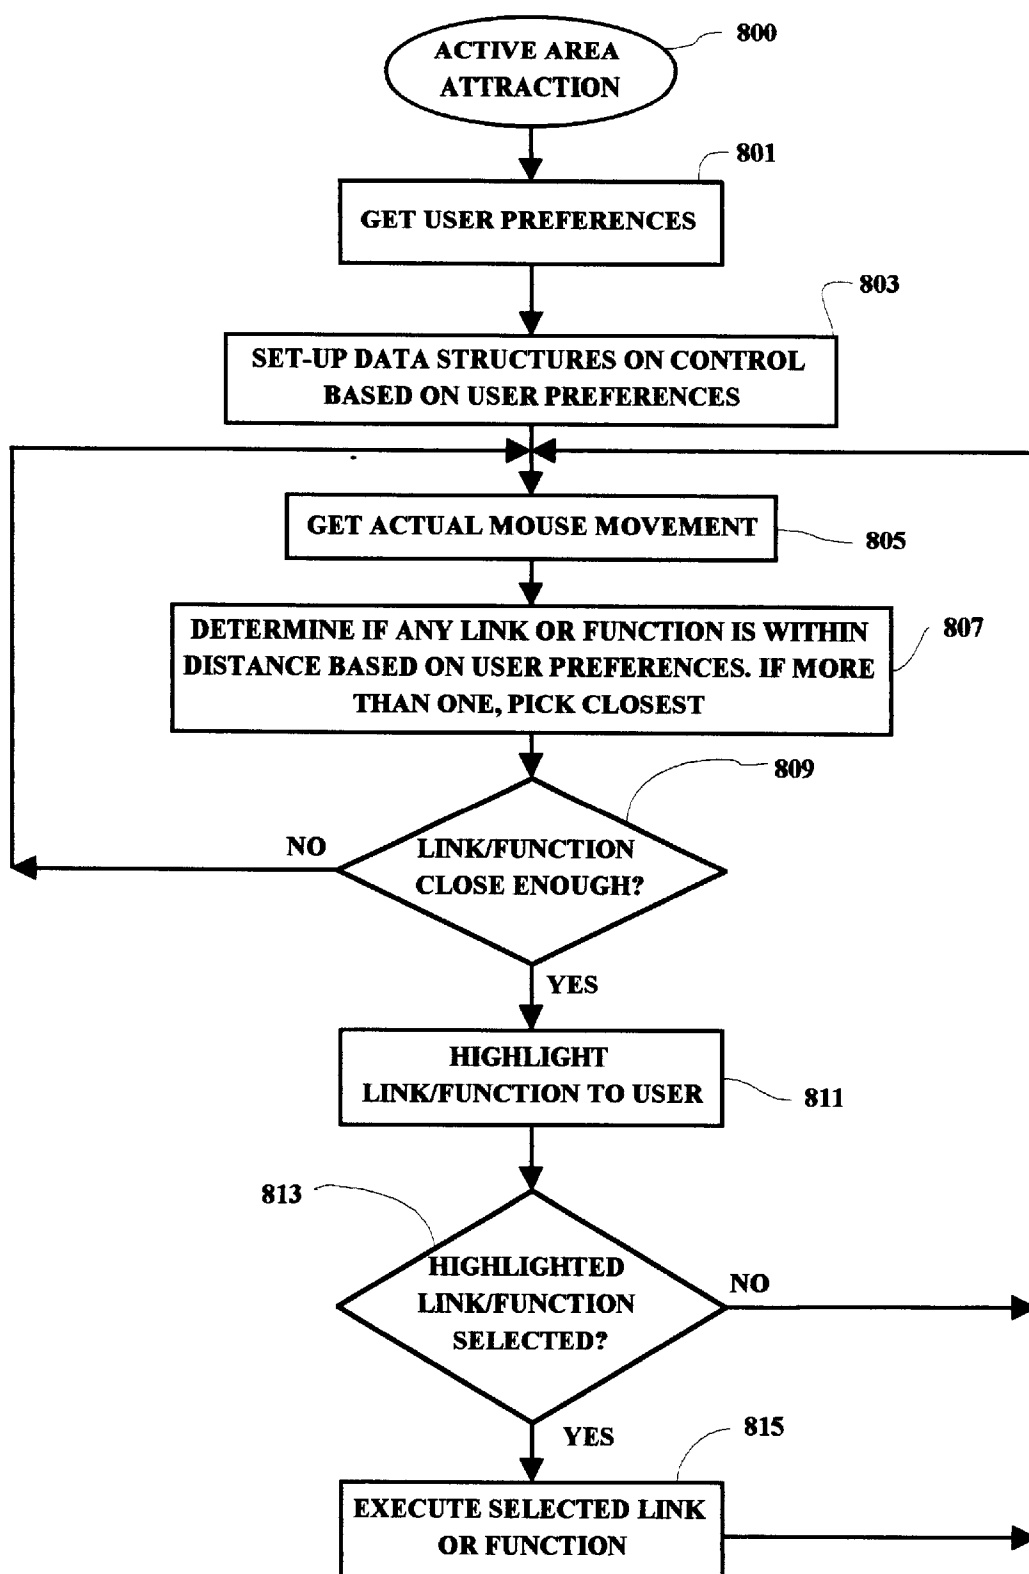 800
ACTIVE AREA
ATTRACTION
801
GET USER PREFERENCES
803
SET-UP DATA STRUCTURES ON CONTROL
BASED ON USER PREFERENCES
GET ACTUAL MOUSE MOVEMENT
805
DETERMINE IF ANY LINK OR FUNCTION IS WITHIN
DISTANCE BASED ON USER PREFERENCES. IF MORE
THAN ONE, PICK CLOSEST
807
809
NO
LINK/FUNCTION
CLOSE ENOUGH?
YES
HIGHLIGHT
LINK/FUNCTION TO USER
811
813
HIGHLIGHTED
LINK/FUNCTION
SELECTED?
NO
YES
815
EXECUTE SELECTED LINK
OR FUNCTION